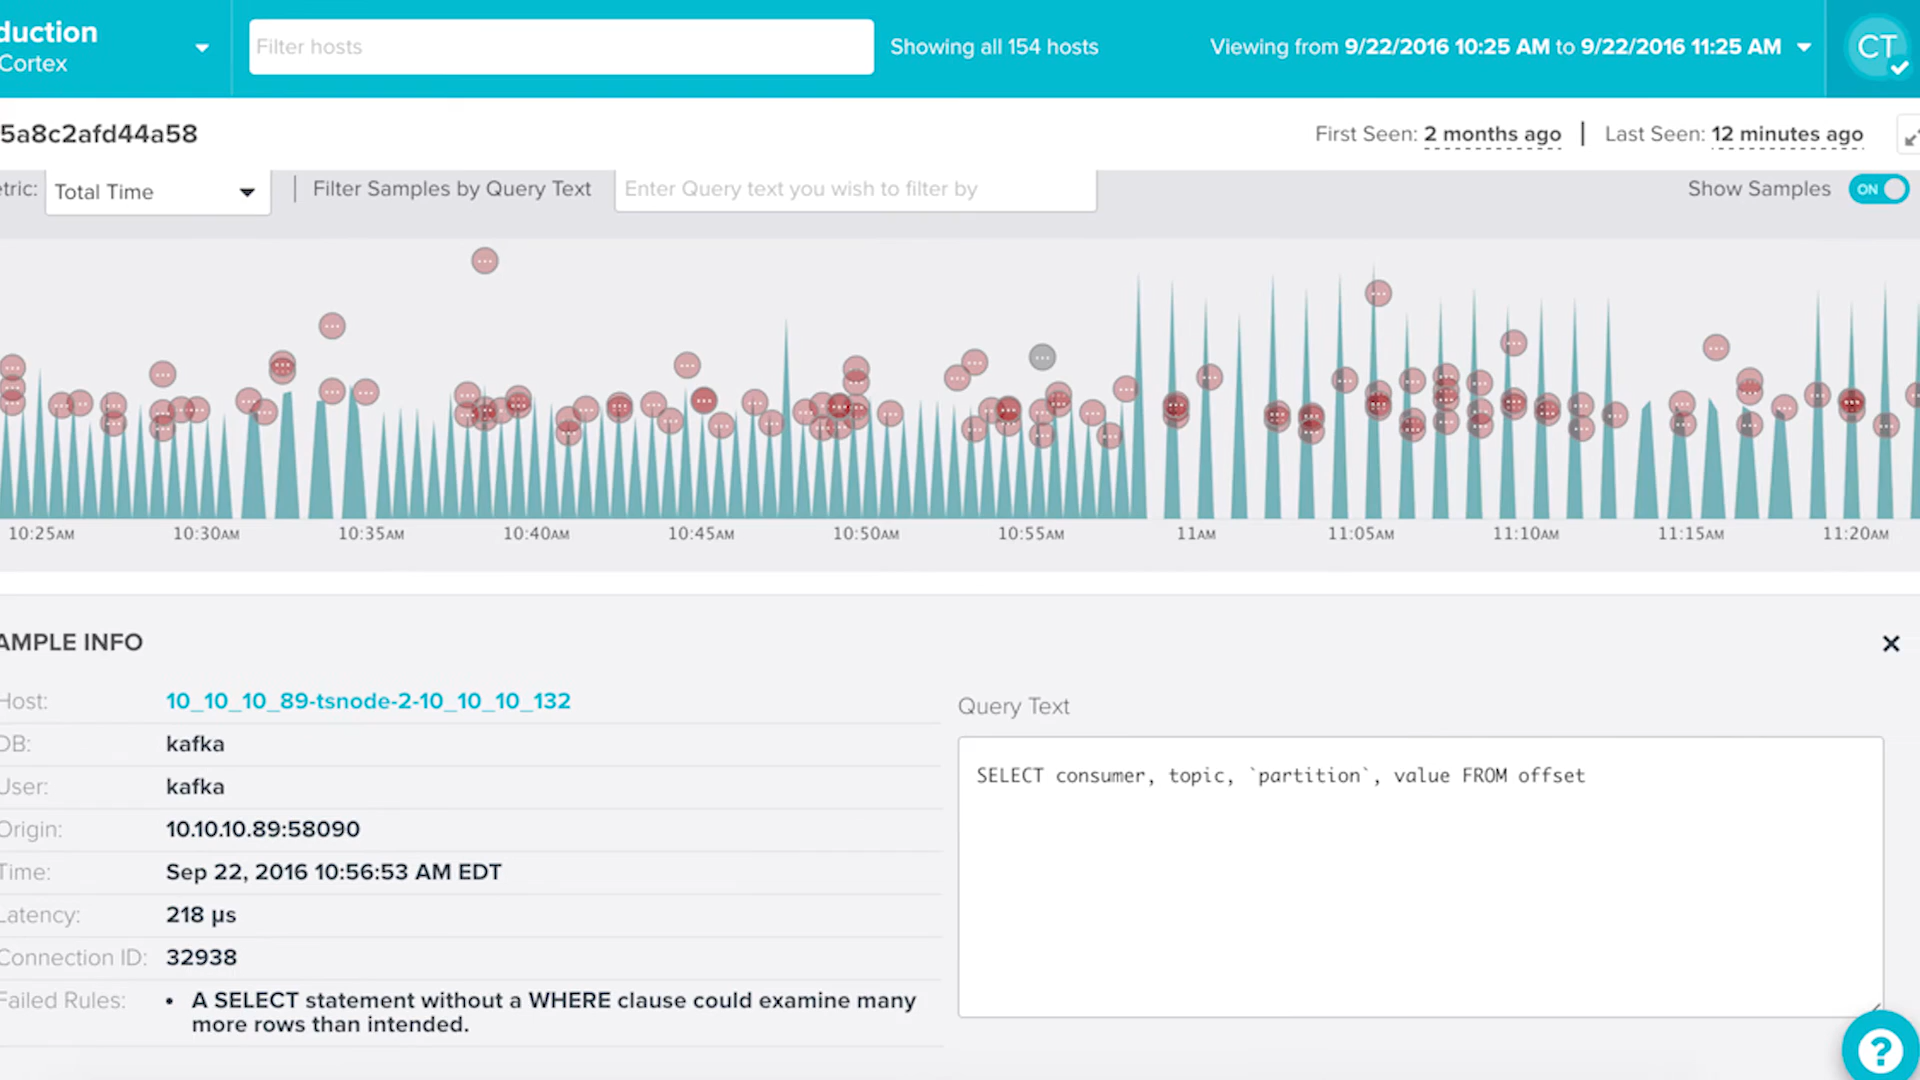 duction
Cortex
Filter hosts
Showing all 154 hosts
Viewing from 9/22/2016 10:25 AM to 9/22/2016 11:25 AM
CT
5a8c2afd44a58
First Seen: 2 months ago | Last Seen: 12 minutes ago
etric: Total Time | Filter Samples by Query Text Enter Query text you wish to filter by Show Samples ON
10:25AM 10:30AM 10:35AM 10:40AM 10:45AM 10:50AM 10:55AM 11AM 11:05AM 11:10AM 11:15AM 11:20AM
AMPLE INFO
Host: 10_10_10_89-tsnode-2-10_10_10_132
DB: kafka
User: kafka
Origin: 10.10.10.89:58090
Time: Sep 22, 2016 10:56:53 AM EDT
Latency: 218 µs
Connection ID: 32938
Failed Rules: • A SELECT statement without a WHERE clause could examine many
more rows than intended.
Query Text
SELECT consumer, topic, `partition`, value FROM offset
?